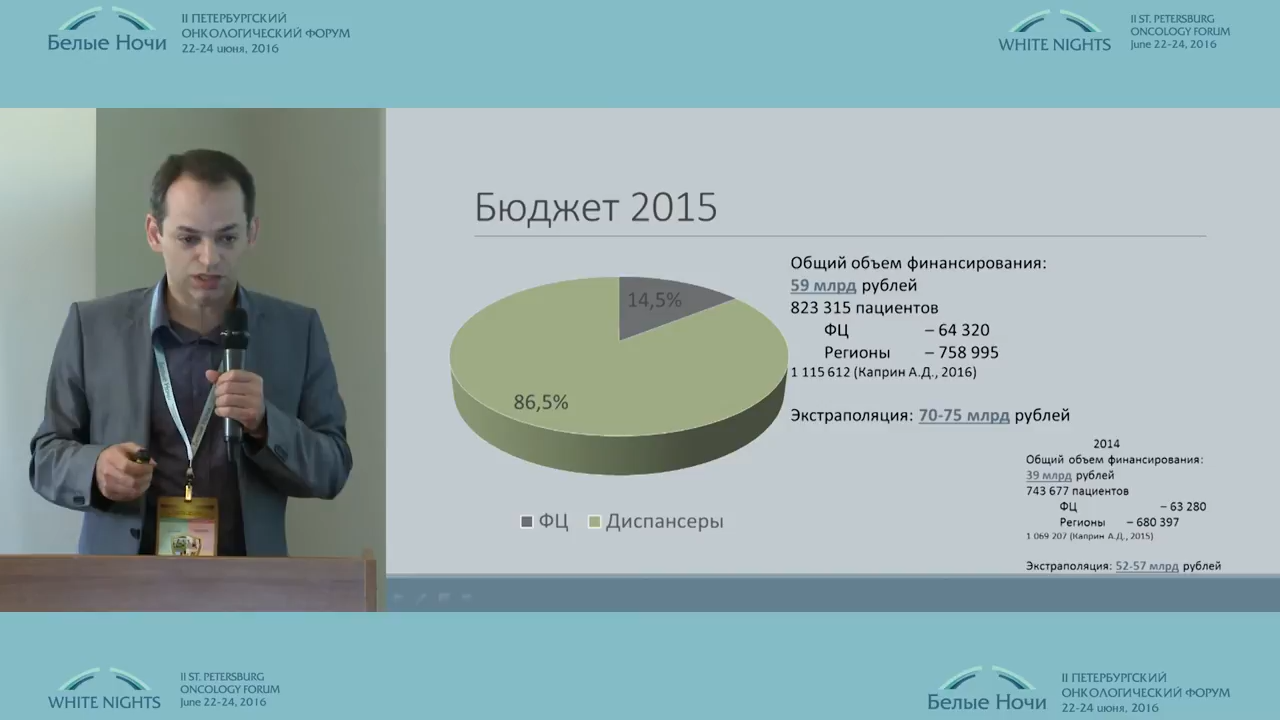 Белые Ночи
II ПЕТЕРБУРГСКИЙ
ОНКОЛОГИЧЕСКИЙ ФОРУМ
22-24 июня, 2016
WHITE NIGHTS
II ST. PETERSBURG
ONCOLOGY FORUM
June 22-24, 2016
Бюджет 2015
14,5%
86,5%
ФЦ
Диспансеры
Общий объем финансирования:
59 млрд рублей
823 315 пациентов
ФЦ – 64 320
Регионы – 758 995
1 115 612 (Каприн А.Д., 2016)
Экстраполяция: 70-75 млрд рублей
2014
Общий объем финансирования:
39 млрд рублей
743 677 пациентов
ФЦ – 63 280
Регионы – 680 397
1 069 207 (Каприн А.Д., 2015)
Экстраполяция: 52-57 млрд рублей
WHITE NIGHTS
II ST. PETERSBURG
ONCOLOGY FORUM
June 22-24, 2016
Белые Ночи
II ПЕТЕРБУРГСКИЙ
ОНКОЛОГИЧЕСКИЙ ФОРУМ
22-24 июня, 2016